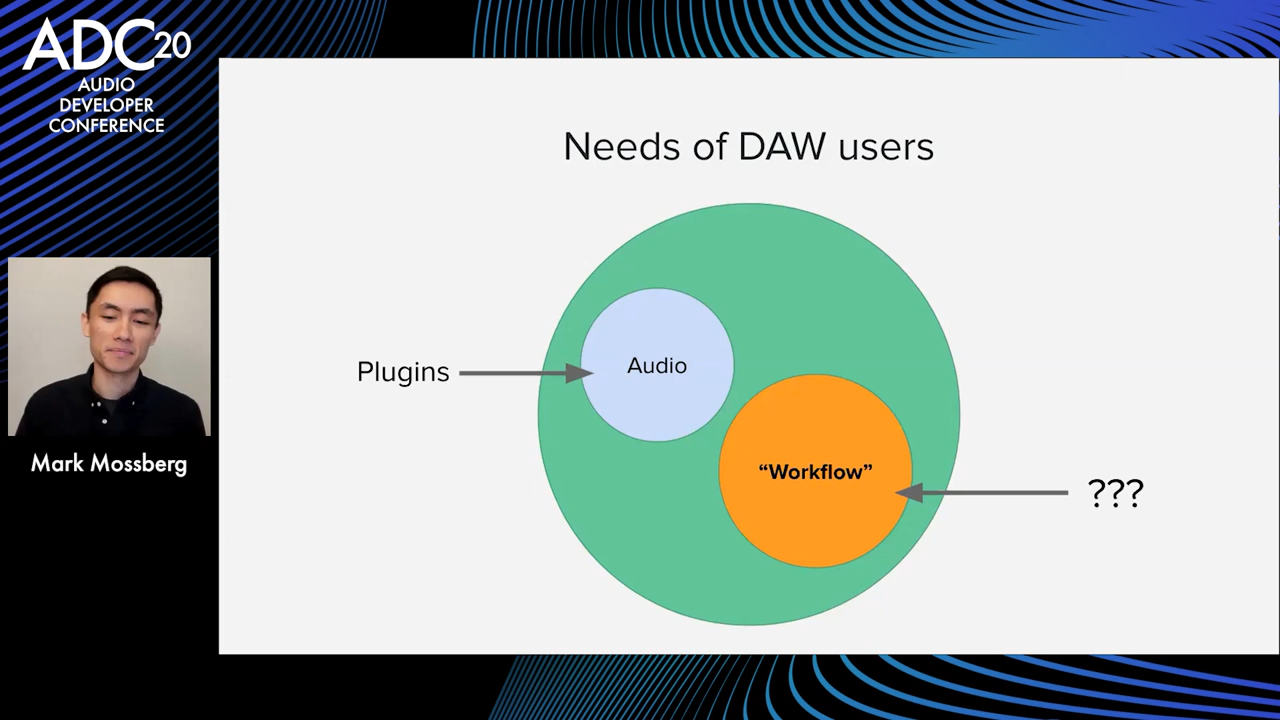 ADC20
AUDIO
DEVELOPER
CONFERENCE
Mark Mossberg
Needs of DAW users
Plugins
Audio
“Workflow”
???